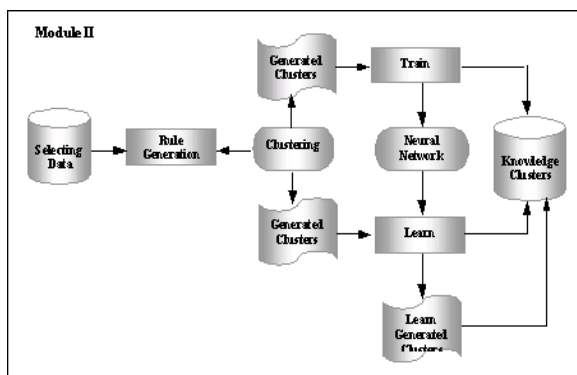 Module II
Generated
Clusters
Train
Selecting
Data
Rule
Generation
Clustering
Neural
Network
Knowledge
Clusters
Generated
Clusters
Learn
Learn
Generated
Clusters